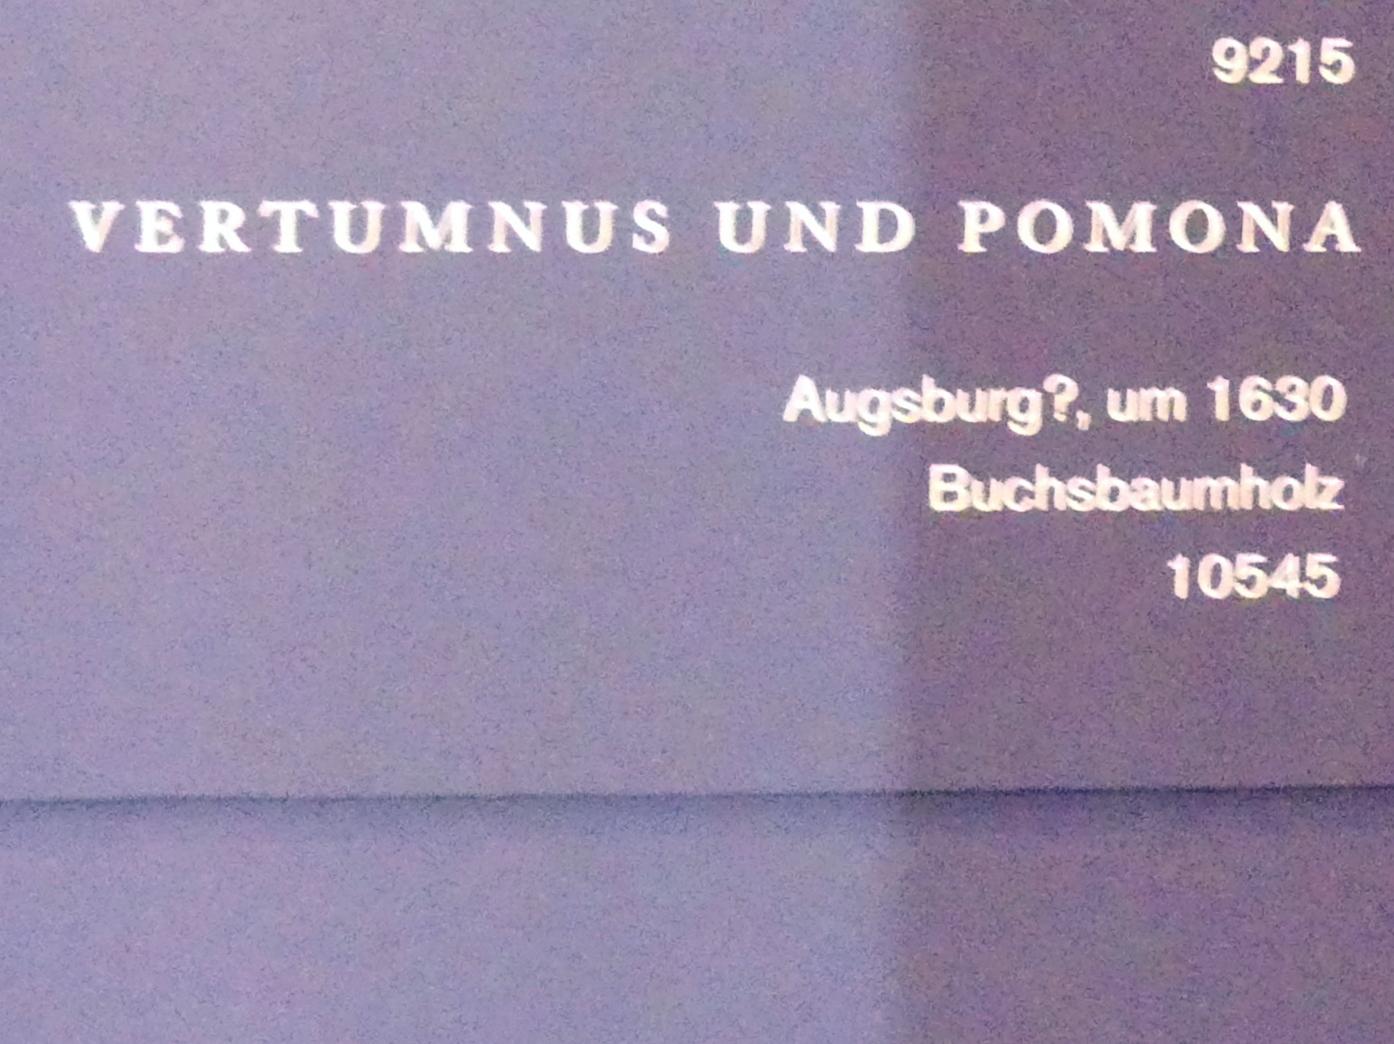 9215
VERTUMNUS UND POMONA
Augsburg?, um 1630
Buchsbaumholz
10545